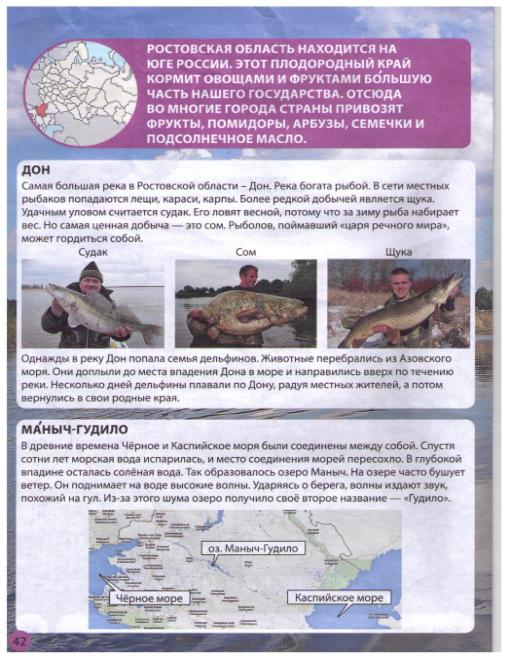 РОСТОВСКАЯ ОБЛАСТЬ НАХОДИТСЯ НА
ЮГЕ РОССИИ. ЭТОТ ПЛОДОРОДНЫЙ КРАЙ
КОРМИТ ОВОЩАМИ И ФРУКТАМИ БО́ЛЬШУЮ
ЧАСТЬ НАШЕГО ГОСУДАРСТВА. ОТСЮДА
ВО МНОГИЕ ГОРОДА СТРАНЫ ПРИВОЗЯТ
ФРУКТЫ, ПОМИДОРЫ, АРБУЗЫ, СЕМЕЧКИ И
ПОДСОЛНЕЧНОЕ МАСЛО.
ДОН
Самая большая река в Ростовской области – Дон. Река богата рыбой. В сети местных
рыбаков попадаются лещи, караси, карпы. Более редкой добычей является щука.
Удачным уловом считается судак. Его ловят весной, потому что за зиму рыба набирает
вес. Но самая ценная добыча — это сом. Рыболов, поймавший «царя речного мира»,
может гордиться собой.
Судак
Сом
Щука
Однажды в реку Дон попала семья дельфинов. Животные перебрались из Азовского
моря. Они доплыли до места впадения Дона в море и направились вверх по течению
реки. Несколько дней дельфины плавали по Дону, радуя местных жителей, а потом
вернулись в свои родные края.
МА́НЫЧ-ГУДИЛО
В древние времена Чёрное и Каспийское моря были соединены между собой. Спустя
сотни лет морская вода испарилась, и место соединения морей пересохло. В глубокой
впадине осталась солёная вода. Так образовалось озеро Маныч. На озере часто бушует
ветер. Он поднимает на воде высокие волны. Ударяясь о берега, волны издают звук,
похожий на гул. Из-за этого шума озеро получило своё второе название — «Гудило».
оз. Маныч-Гудило
Чёрное море
Каспийское море
42